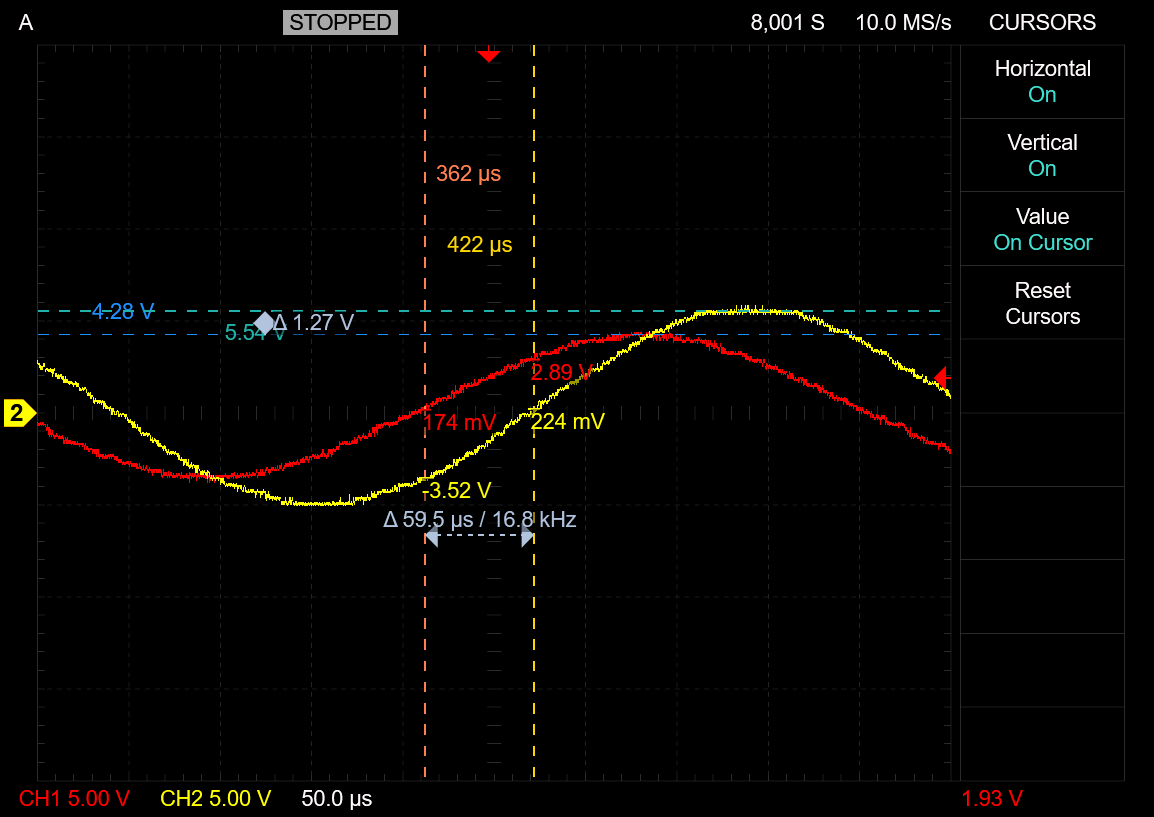 A STOPPED 8,001 S 10.0 MS/s CURSORS
Horizontal
On
Vertical
On
Value
On Cursor
Reset
Cursors
362 µs
422 µs
4.28 V
Δ 1.27 V
5.54 V
2.89 V
2
174 mV
224 mV
-3.52 V
Δ 59.5 µs / 16.8 kHz
CH1 5.00 V CH2 5.00 V 50.0 µs 1.93 V